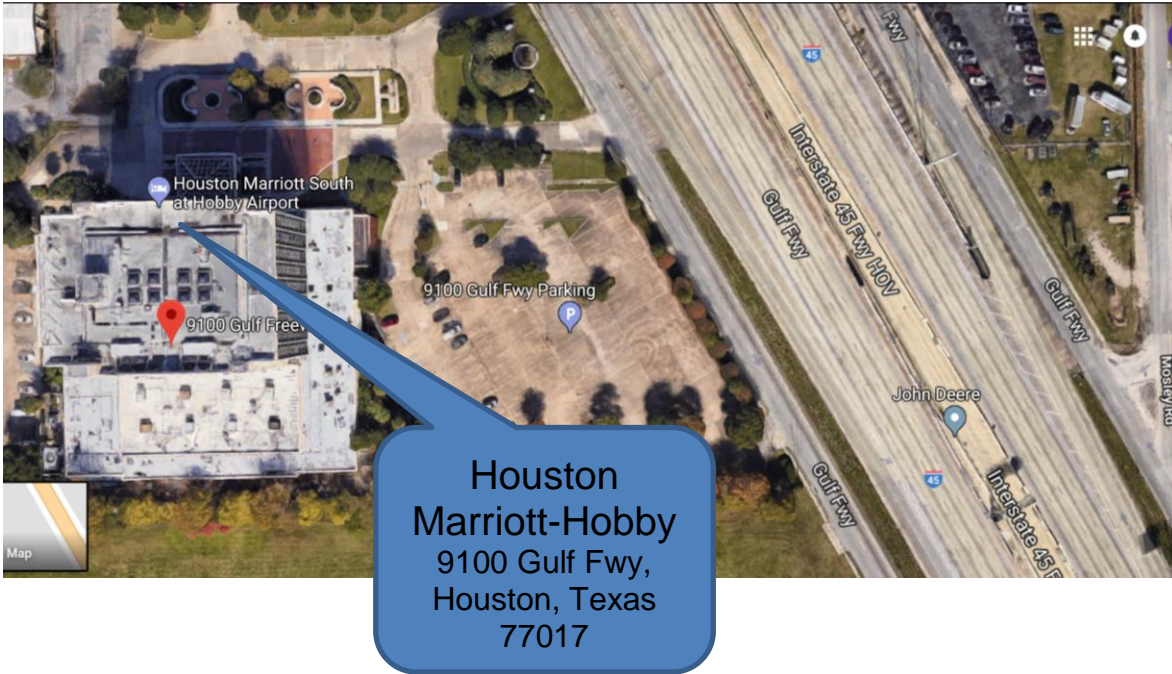 Fwy
45
Interstate 45 Fwy HOV
Houston Marriott South
at Hobby Airport
Gulf Fwy
9100 Gulf Fwy Parking
P
Gulf Fwy
9100 Gulf Freew
Mosley Rd
John Deere
45
Gulf Fwy
Interstate 45 F
Map
Houston
Marriott-Hobby
9100 Gulf Fwy,
Houston, Texas
77017